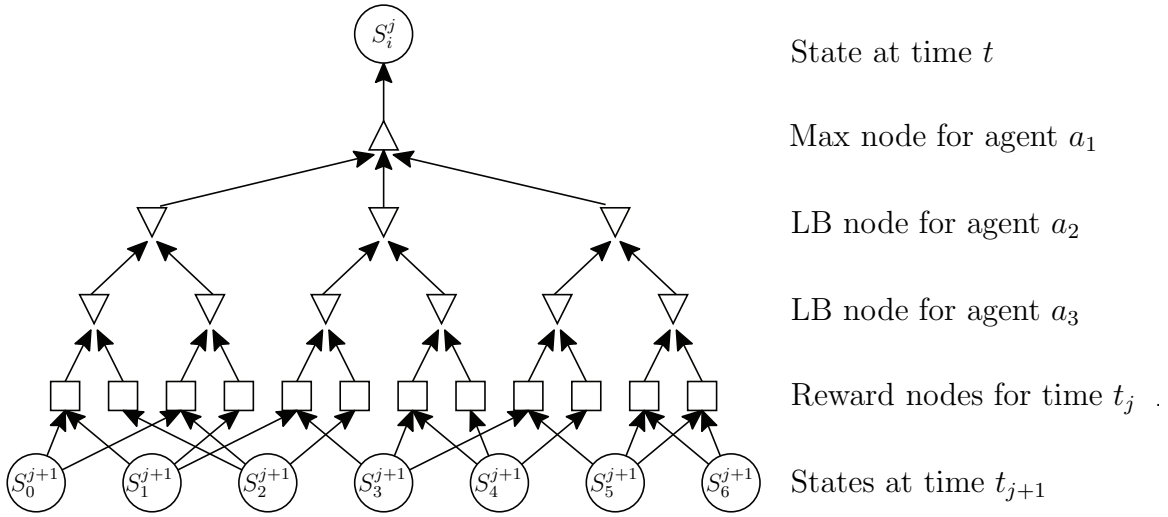 $S_i^j$
State at time $t$
Max node for agent $a_1$
LB node for agent $a_2$
LB node for agent $a_3$
Reward nodes for time $t_j$ .
$S_0^{j+1}$ $S_1^{j+1}$ $S_2^{j+1}$ $S_3^{j+1}$ $S_4^{j+1}$ $S_5^{j+1}$ $S_6^{j+1}$ States at time $t_{j+1}$